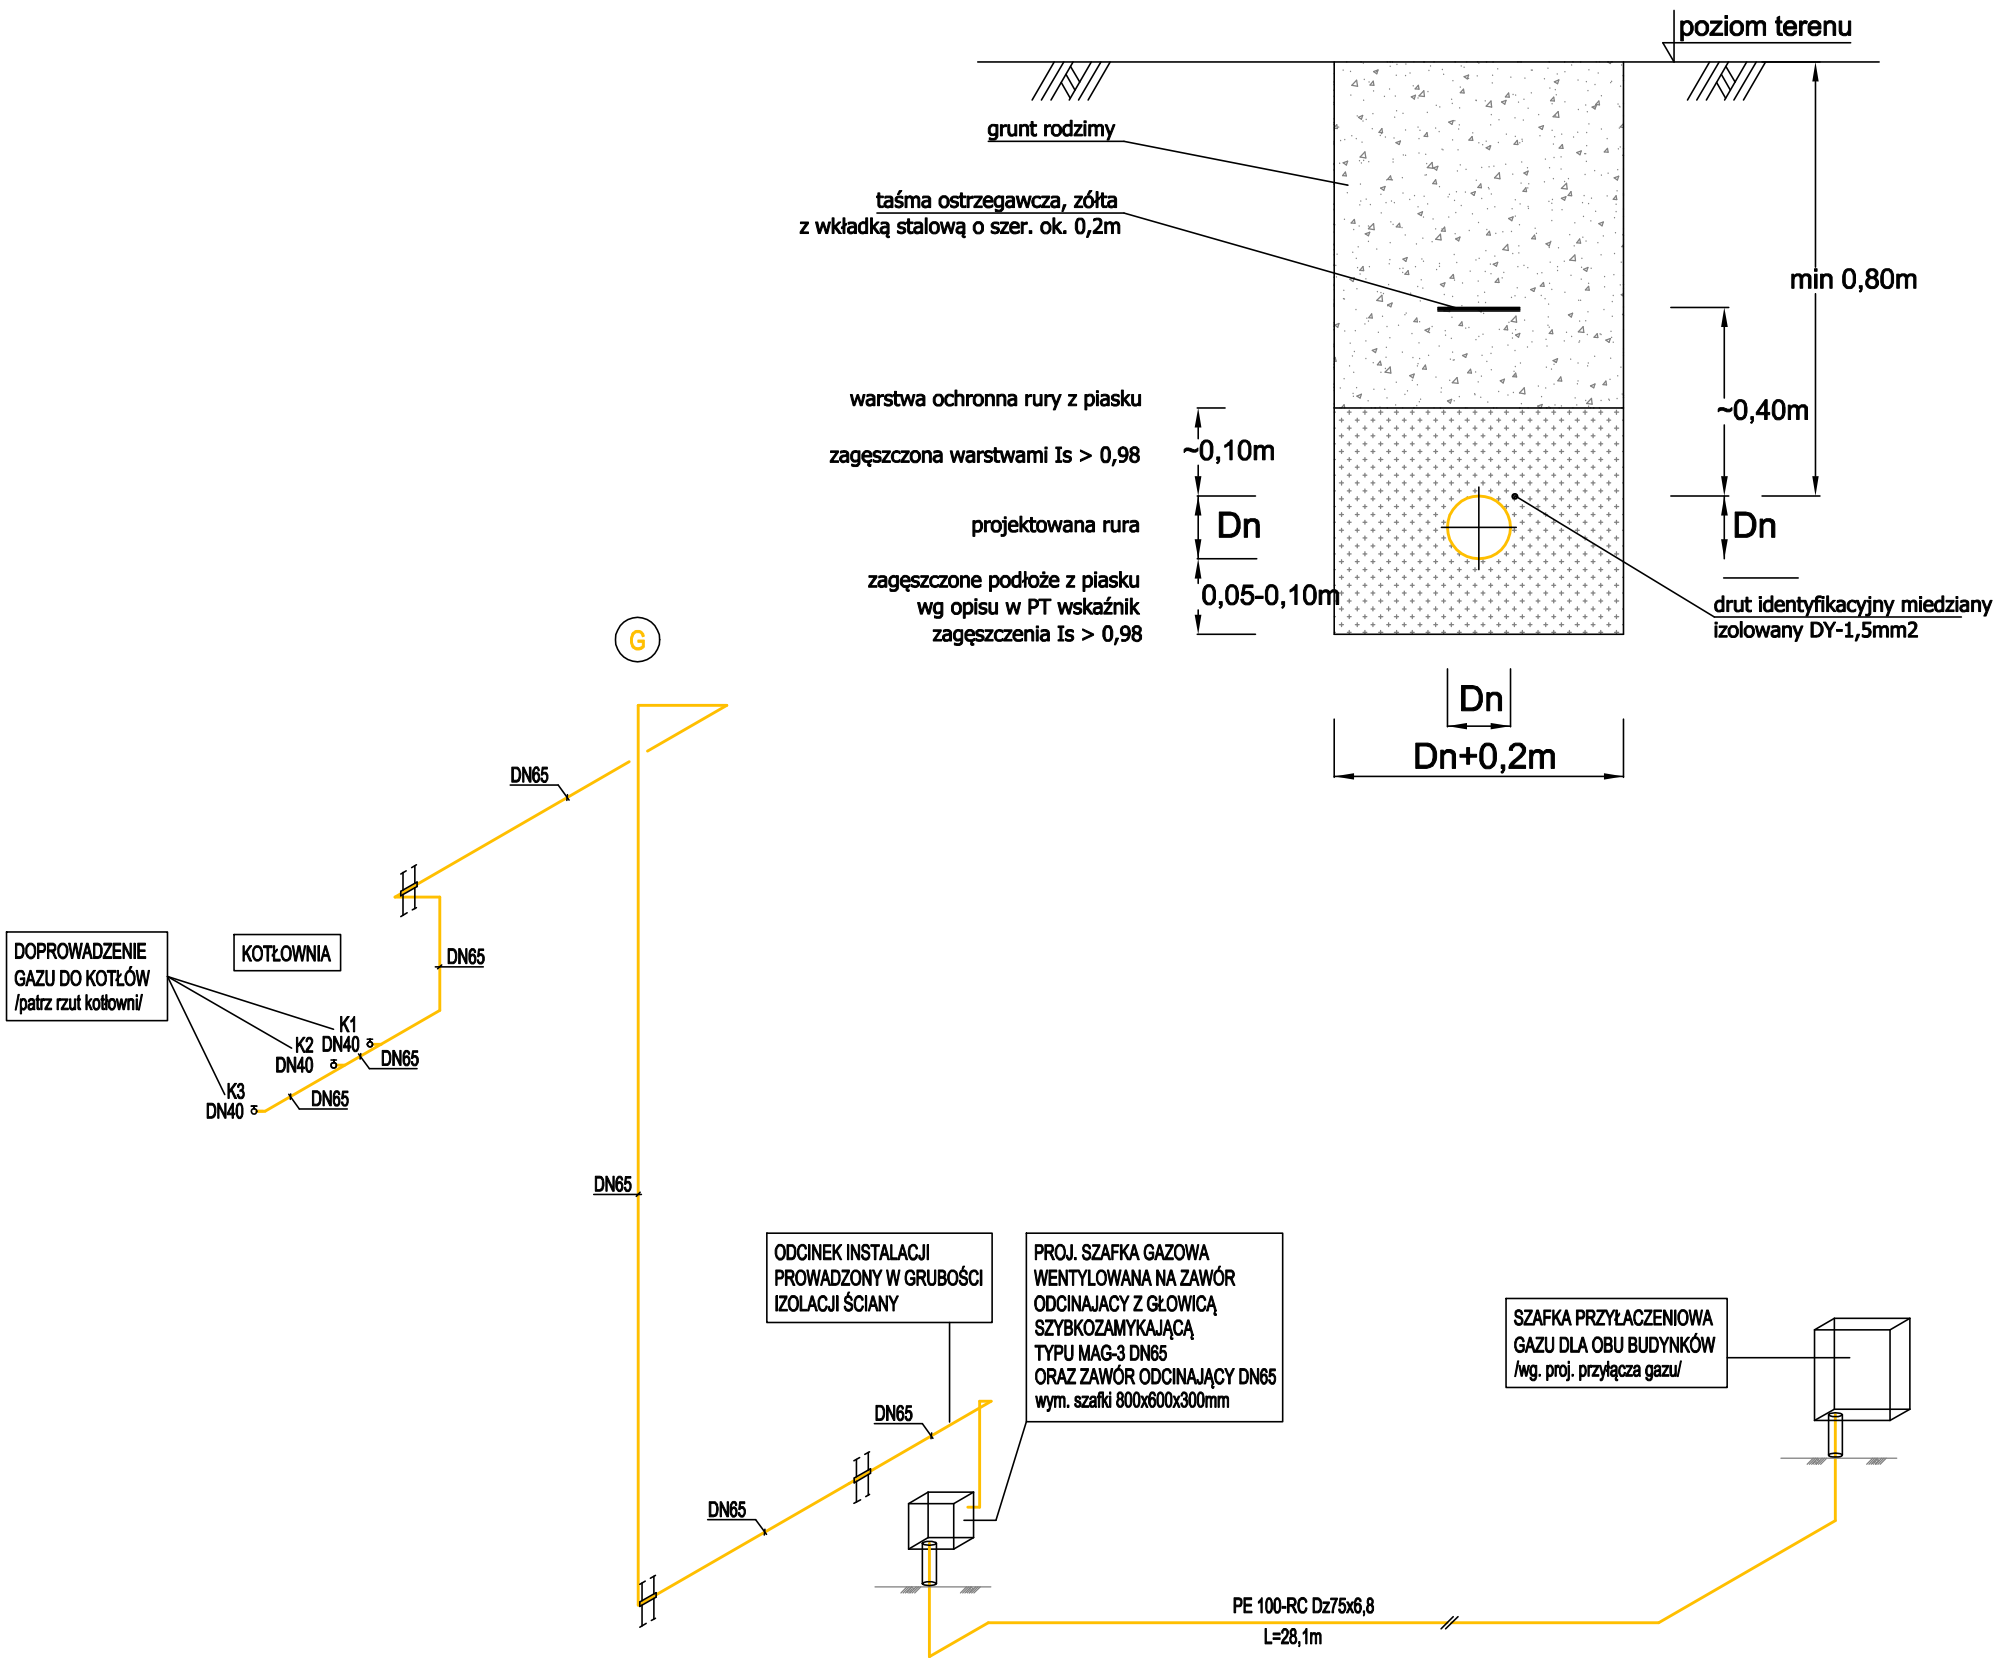 poziom terenu
grunt rodzimy
taśma ostrzegawcza, zółta
z wkładką stalową o szer. ok. 0,2m
min 0,80m
~0,40m
warstwa ochronna rury z piasku
zagęszczona warstwami Is > 0,98
~0,10m
projektowana rura
Dn
Dn
zagęszczone podłoże z piasku
wg opisu w PT wskaźnik
zagęszczenia Is > 0,98
0,05-0,10m
drut identyfikacyjny miedziany
izolowany DY-1,5mm2
Dn
Dn+0,2m
G
DN65
DOPROWADZENIE
GAZU DO KOTŁÓW
/patrz rzut kotłowni/
KOTŁOWNIA
DN65
K1
DN40
K2
DN40
DN65
K3
DN40
DN65
DN65
ODCINEK INSTALACJI
PROWADZONY W GRUBOŚCI
IZOLACJI ŚCIANY
PROJ. SZAFKA GAZOWA
WENTYLOWANA NA ZAWÓR
ODCINAJACY Z GŁOWICĄ
SZYBKOZAMYKAJĄCĄ
TYPU MAG-3 DN65
ORAZ ZAWÓR ODCINAJĄCY DN65
wym. szafki 800x600x300mm
SZAFKA PRZYŁACZENIOWA
GAZU DLA OBU BUDYNKÓW
/wg. proj. przyłącza gazu/
DN65
DN65
PE 100-RC Dz75x6,8
L=28,1m